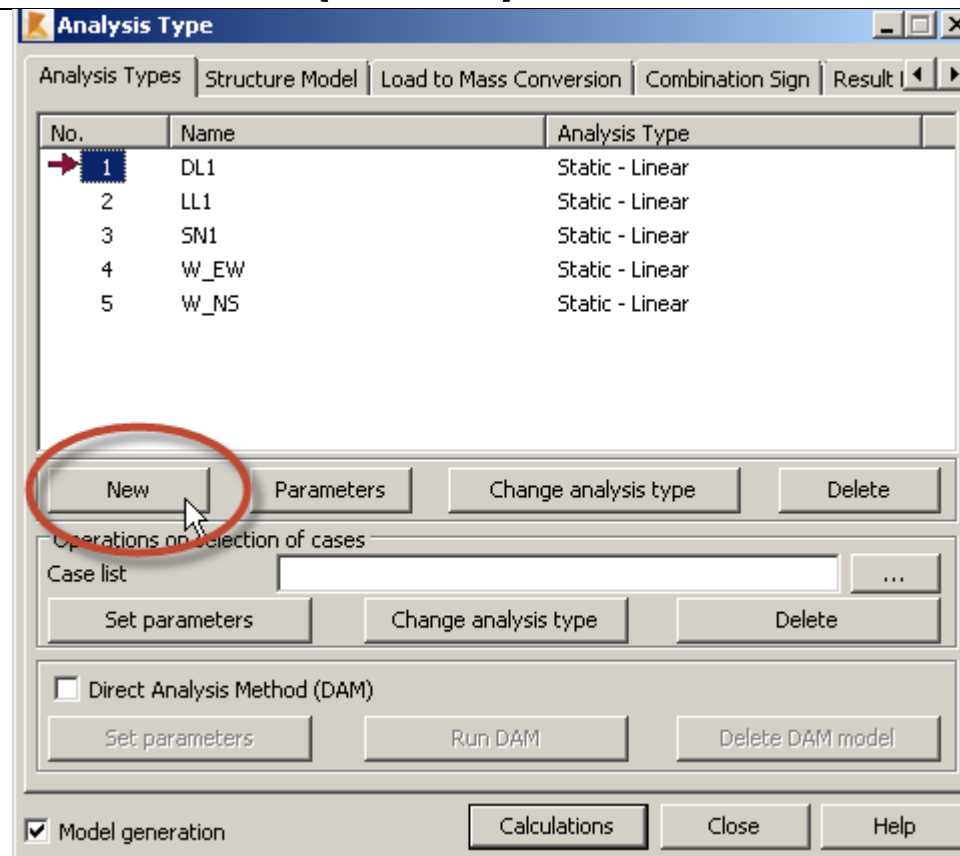 Analysis Type
Analysis Types Structure Model Load to Mass Conversion Combination Sign Result
No. Name Analysis Type
1 DL1 Static - Linear
2 LL1 Static - Linear
3 SN1 Static - Linear
4 W_EW Static - Linear
5 W_NS Static - Linear
New Parameters Change analysis type Delete
Operations on selection of cases
Case list ...
Set parameters Change analysis type Delete
Direct Analysis Method (DAM)
Set parameters Run DAM Delete DAM model
Model generation Calculations Close Help